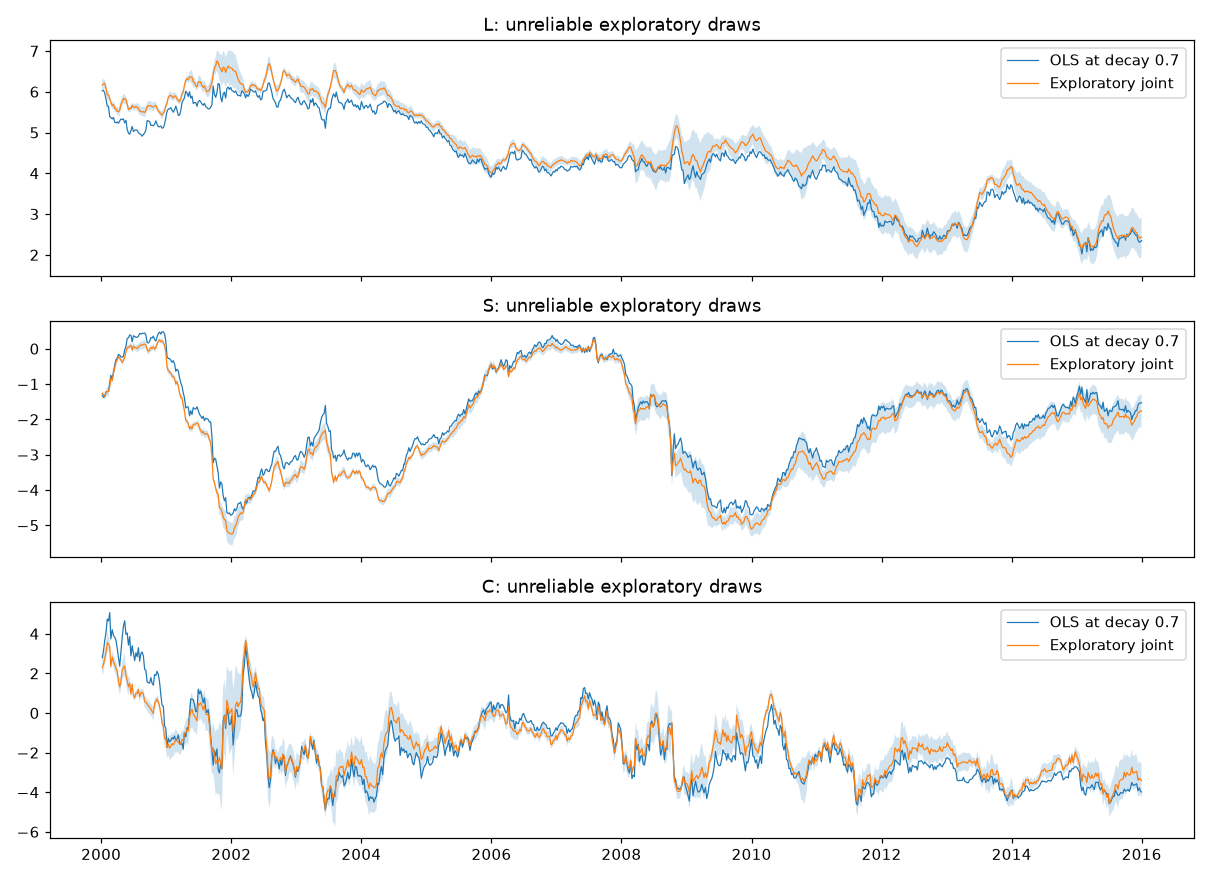 L: unreliable exploratory draws
7
6
5
4
3
2
OLS at decay 0.7
Exploratory joint
S: unreliable exploratory draws
0
−1
−2
−3
−4
−5
OLS at decay 0.7
Exploratory joint
C: unreliable exploratory draws
4
2
0
−2
−4
−6
OLS at decay 0.7
Exploratory joint
2000 2002 2004 2006 2008 2010 2012 2014 2016